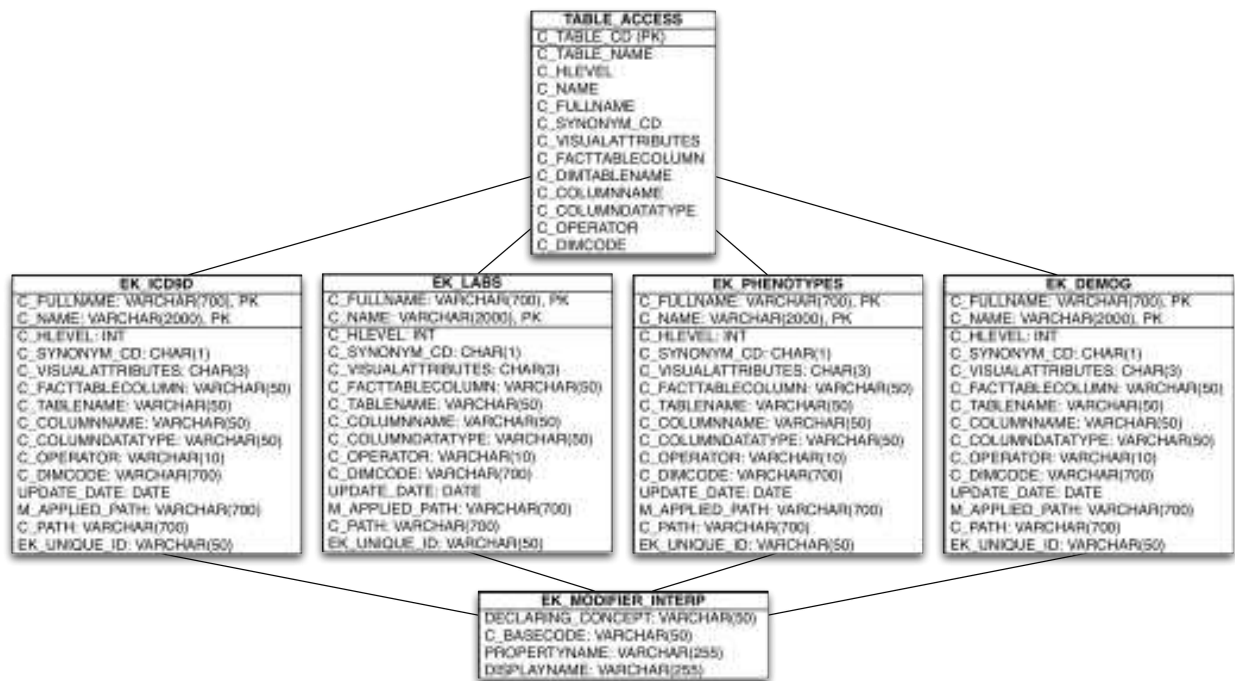 TABLE_ACCESS
C_TABLE_CD (PK)
C_TABLE_NAME
C_HLEVEL
C_NAME
C_FULLNAME
C_SYNONYM_CD
C_VISUALATTRIBUTES
C_FACTTABLECOLUMN
C_DIMTABLENAME
C_COLUMNNAME
C_COLUMNDATATYPE
C_OPERATOR
C_DIMCODE
EK_ICD9D
C_FULLNAME: VARCHAR(700), PK
C_NAME: VARCHAR(2000), PK
C_HLEVEL: INT
C_SYNONYM_CD: CHAR(1)
C_VISUALATTRIBUTES: CHAR(3)
C_FACTTABLECOLUMN: VARCHAR(50)
C_TABLENAME: VARCHAR(50)
C_COLUMNNAME: VARCHAR(50)
C_COLUMNDATATYPE: VARCHAR(50)
C_OPERATOR: VARCHAR(10)
C_DIMCODE: VARCHAR(700)
UPDATE_DATE: DATE
M_APPLIED_PATH: VARCHAR(700)
C_PATH: VARCHAR(700)
EK_UNIQUE_ID: VARCHAR(50)
EK_LABS
C_FULLNAME: VARCHAR(700), PK
C_NAME: VARCHAR(2000), PK
C_HLEVEL: INT
C_SYNONYM_CD: CHAR(1)
C_VISUALATTRIBUTES: CHAR(3)
C_FACTTABLECOLUMN: VARCHAR(50)
C_TABLENAME: VARCHAR(50)
C_COLUMNNAME: VARCHAR(50)
C_COLUMNDATATYPE: VARCHAR(50)
C_OPERATOR: VARCHAR(10)
C_DIMCODE: VARCHAR(700)
UPDATE_DATE: DATE
M_APPLIED_PATH: VARCHAR(700)
C_PATH: VARCHAR(700)
EK_UNIQUE_ID: VARCHAR(50)
EK_PHENOTYPES
C_FULLNAME: VARCHAR(700), PK
C_NAME: VARCHAR(2000), PK
C_HLEVEL: INT
C_SYNONYM_CD: CHAR(1)
C_VISUALATTRIBUTES: CHAR(3)
C_FACTTABLECOLUMN: VARCHAR(50)
C_TABLENAME: VARCHAR(50)
C_COLUMNNAME: VARCHAR(50)
C_COLUMNDATATYPE: VARCHAR(50)
C_OPERATOR: VARCHAR(10)
C_DIMCODE: VARCHAR(700)
UPDATE_DATE: DATE
M_APPLIED_PATH: VARCHAR(700)
C_PATH: VARCHAR(700)
EK_UNIQUE_ID: VARCHAR(50)
EK_DEMOG
C_FULLNAME: VARCHAR(700), PK
C_NAME: VARCHAR(2000), PK
C_HLEVEL: INT
C_SYNONYM_CD: CHAR(1)
C_VISUALATTRIBUTES: CHAR(3)
C_FACTTABLECOLUMN: VARCHAR(50)
C_TABLENAME: VARCHAR(50)
C_COLUMNNAME: VARCHAR(50)
C_COLUMNDATATYPE: VARCHAR(50)
C_OPERATOR: VARCHAR(10)
C_DIMCODE: VARCHAR(700)
UPDATE_DATE: DATE
M_APPLIED_PATH: VARCHAR(700)
C_PATH: VARCHAR(700)
EK_UNIQUE_ID: VARCHAR(50)
EK_MODIFIER_INTERP
DECLARING_CONCEPT: VARCHAR(50)
C_BASECODE: VARCHAR(50)
PROPERTYNAME: VARCHAR(255)
DISPLAYNAME: VARCHAR(255)